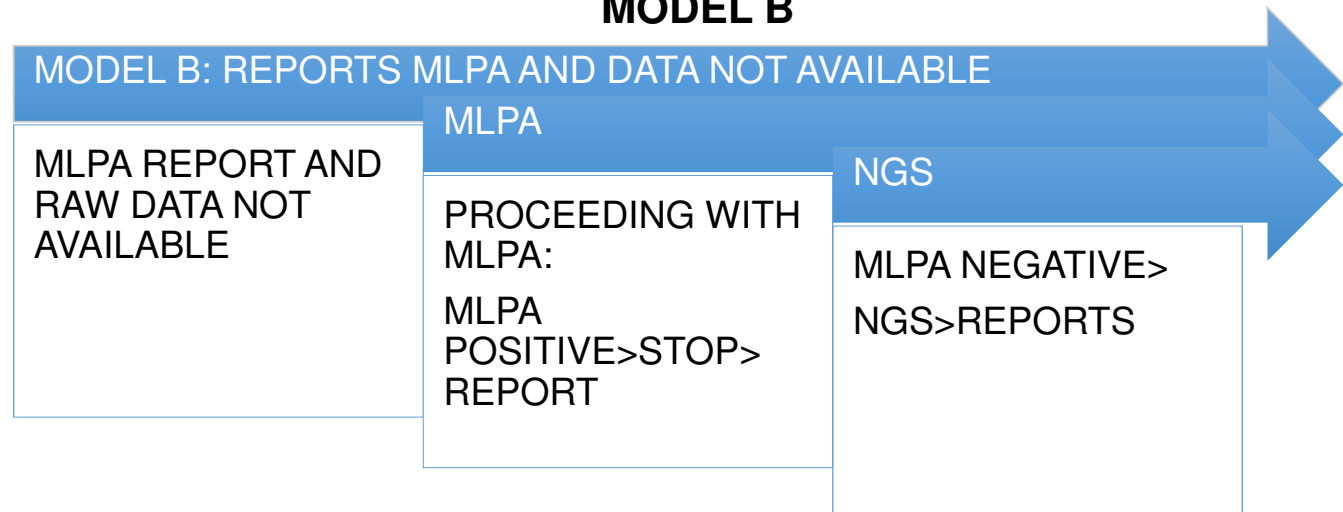 MODEL B
MODEL B: REPORTS MLPA AND DATA NOT AVAILABLE
MLPA REPORT AND
RAW DATA NOT
AVAILABLE
MLPA
PROCEEDING WITH
MLPA:
MLPA
POSITIVE>STOP>
REPORT
NGS
MLPA NEGATIVE>
NGS>REPORTS